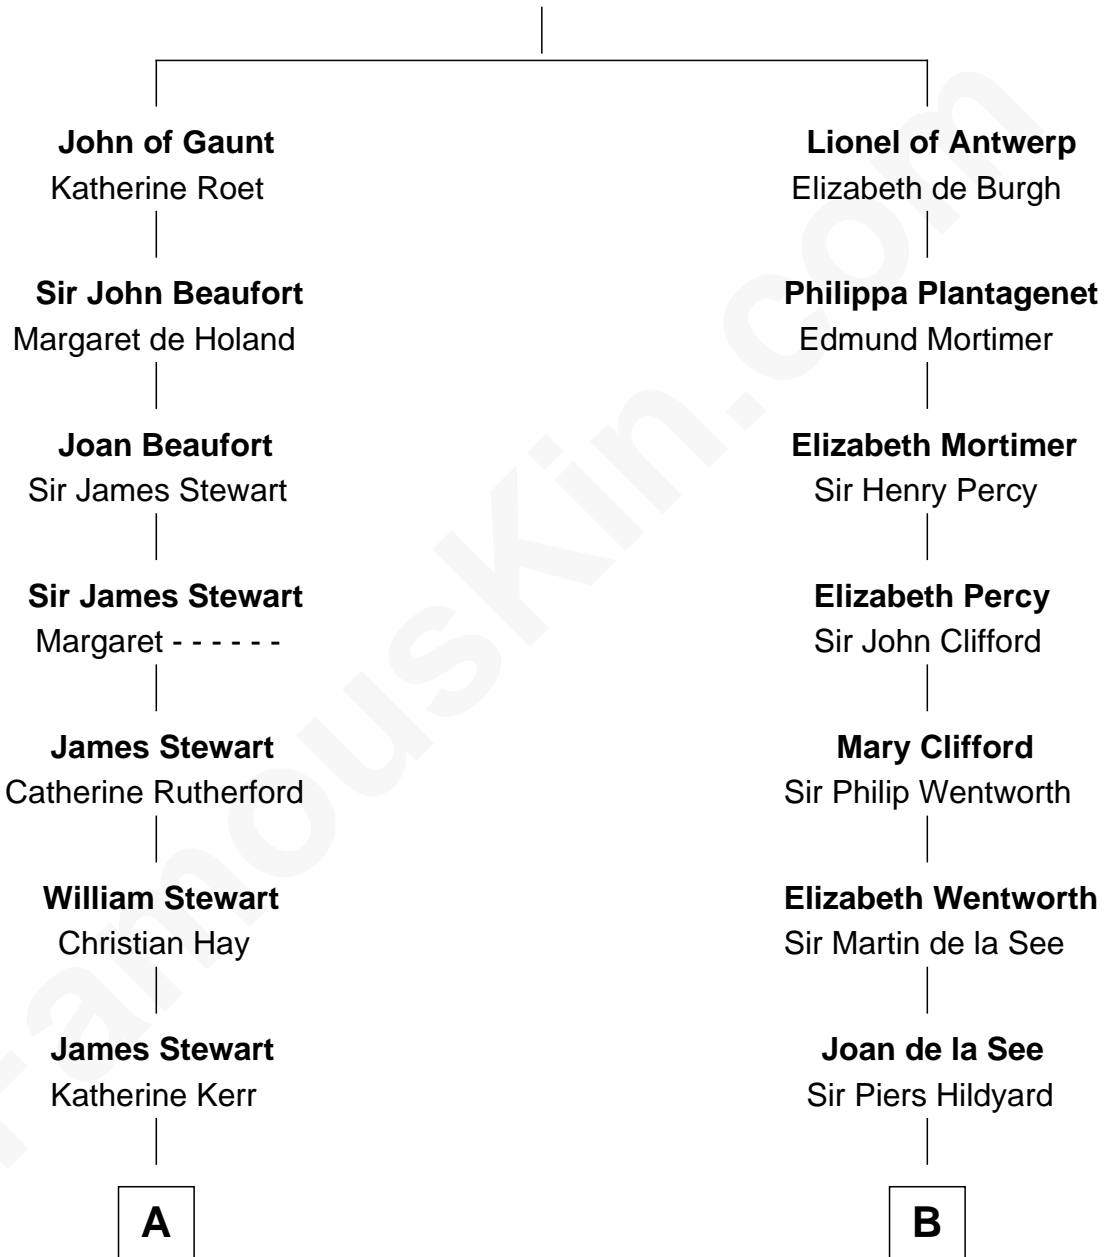 John of Gaunt
Katherine Roet
Sir John Beaufort
Margaret de Holand
Joan Beaufort
Sir James Stewart
Sir James Stewart
Margaret - - - - - -
James Stewart
Catherine Rutherford
William Stewart
Christian Hay
James Stewart
Katherine Kerr
A
Lionel of Antwerp
Elizabeth de Burgh
Philippa Plantagenet
Edmund Mortimer
Elizabeth Mortimer
Sir Henry Percy
Elizabeth Percy
Sir John Clifford
Mary Clifford
Sir Philip Wentworth
Elizabeth Wentworth
Sir Martin de la See
Joan de la See
Sir Piers Hildyard
B
FamousKin.com